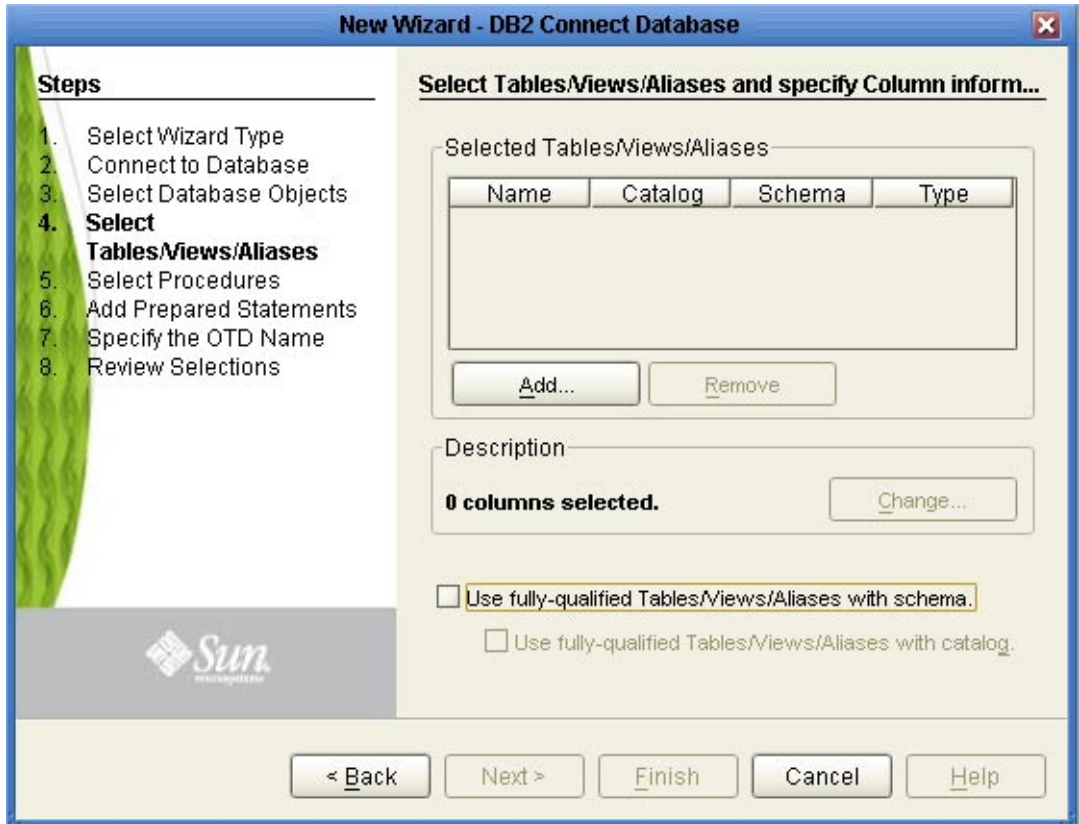 New Wizard - DB2 Connect Database
Steps
1. Select Wizard Type
2. Connect to Database
3. Select Database Objects
4. Select
Tables/Views/Aliases
5. Select Procedures
6. Add Prepared Statements
7. Specify the OTD Name
8. Review Selections
Sun
microsystems
Select Tables/Views/Aliases and specify Column inform...
Selected Tables/Views/Aliases
Name Catalog Schema Type
Add... Remove
Description
0 columns selected. Change...
Use fully-qualified Tables/Views/Aliases with schema.
Use fully-qualified Tables/Views/Aliases with catalog.
< Back Next > Finish Cancel Help